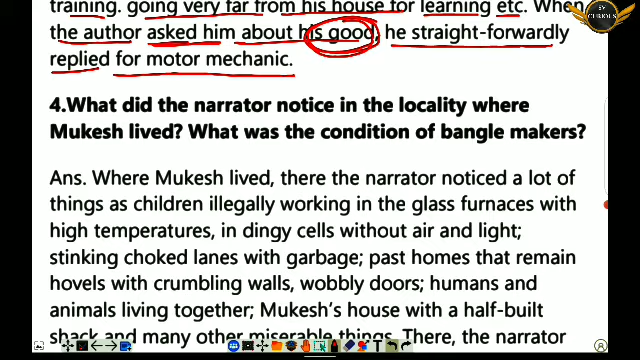 training. going very far from his house for learning etc. When
the author asked him about his good, he straight-forwardly
replied for motor mechanic.
4.What did the narrator notice in the locality where
Mukesh lived? What was the condition of bangle makers?
Ans. Where Mukesh lived, there the narrator noticed a lot of
things as children illegally working in the glass furnaces with
high temperatures, in dingy cells without air and light;
stinking choked lanes with garbage; past homes that remain
hovels with crumbling walls, wobbly doors; humans and
animals living together; Mukesh's house with a half-built
shack and many other miserable things. There, the narrator
BY
CURIOUS